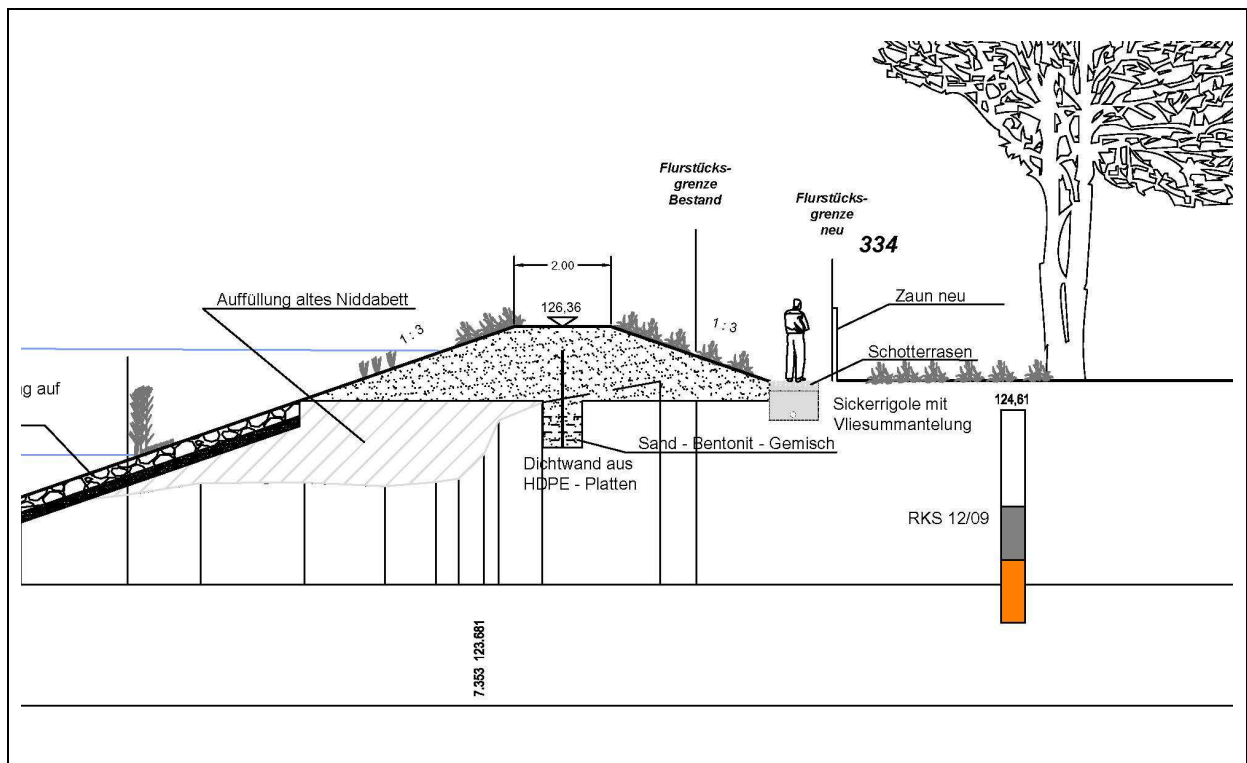 Flurstücks-
grenze
Bestand
Flurstücks-
grenze
neu
334
2.00
126,36
Auffüllung altes Niddabett
1 : 3
1 : 3
Zaun neu
Schotterrasen
g auf
124,61
Sickerrigole mit
Vliesummantelung
Sand - Bentonit - Gemisch
Dichtwand aus
HDPE - Platten
RKS 12/09
7.353 123.681